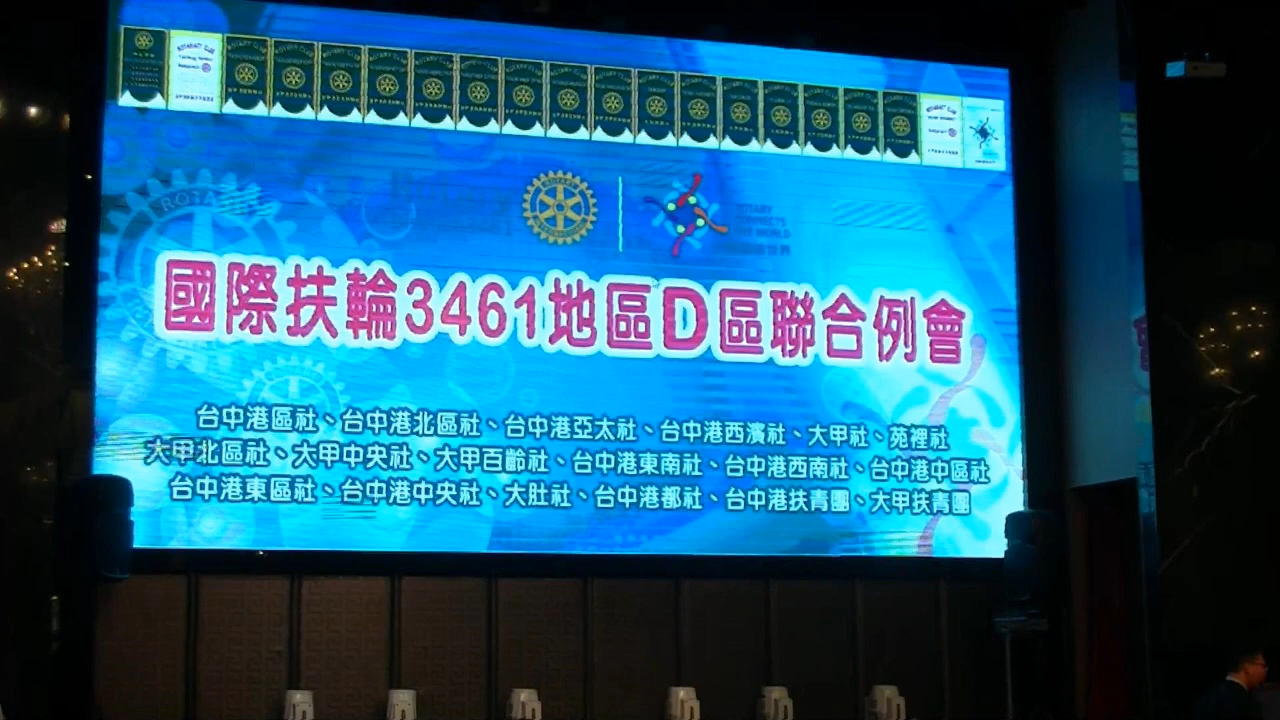 ROTARY
ROTARY
CONNECTS
THE WORLD
國際扶輪3461地區D區聯合例會
台中港區社、台中港北區社、台中港亞太社、台中港西濱社、大甲社、苑裡社
大甲北區社、大甲中央社、大甲百齡社、台中港東南社、台中港西南社、台中港中區社
台中港東區社、台中港中央社、大肚社、台中港都社、台中港扶青團、大甲扶青團